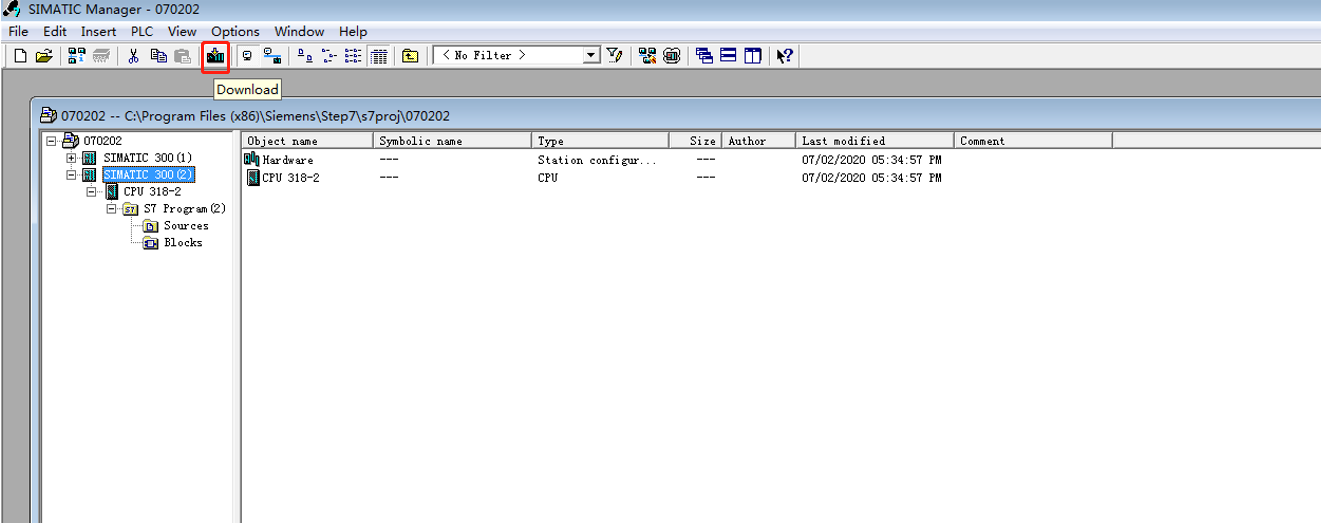 SIMATIC Manager - 070202
File Edit Insert PLC View Options Window Help
< No Filter >
Download
070202 -- C:\Program Files (x86)\Siemens\Step7\s7proj\070202
070202
SIMATIC 300(1)
SIMATIC 300(2)
CPU 318-2
S7 Program(2)
Sources
Blocks
Object name Symbolic name Type Size Author Last modified Comment
Hardware --- Station configur... --- 07/02/2020 05:34:57 PM
CPU 318-2 --- CPU --- 07/02/2020 05:34:57 PM